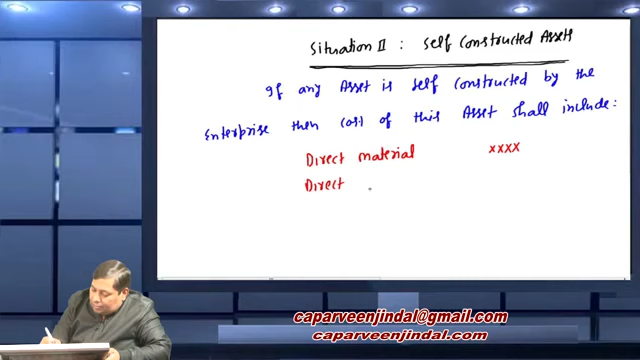 Situation II : Self Constructed Assets
If any Asset is self constructed by the
Enterprise then cost of this Asset shall include:
Direct material xxxx
Direct
caparveenjindal@gmail.com
caparveenjindal.com